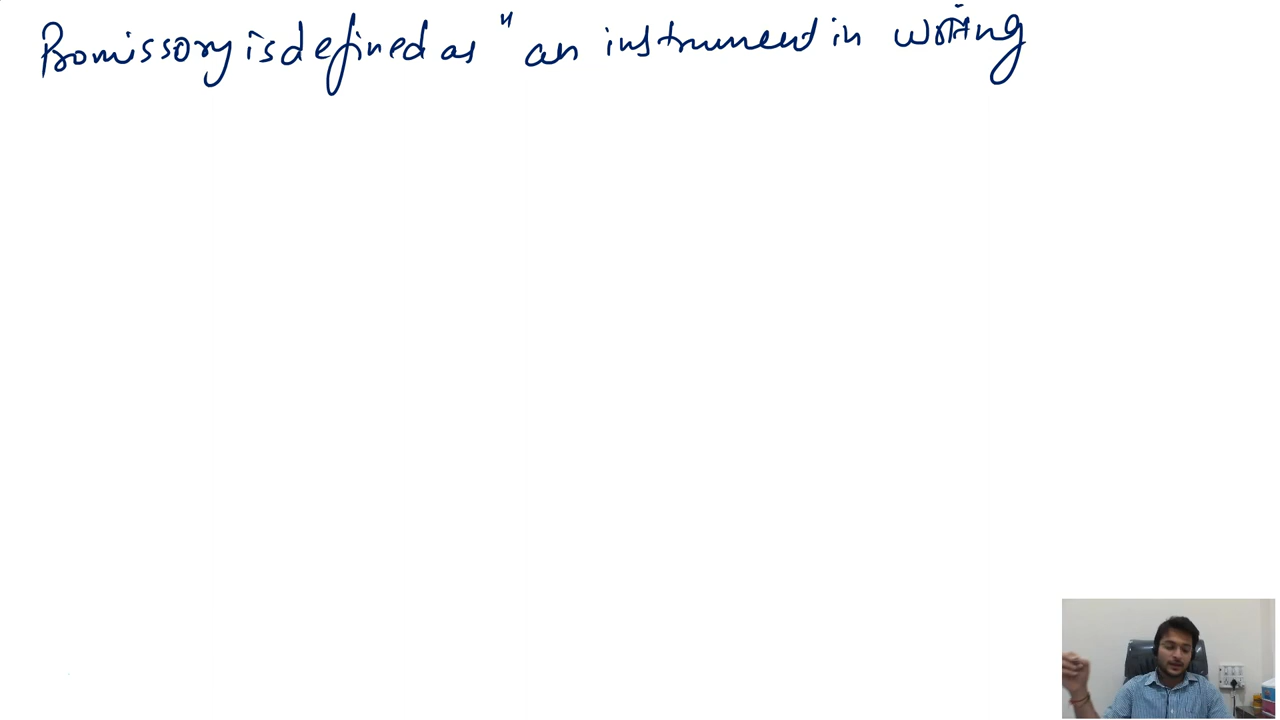 Promissory is defined as " an instrument in writing